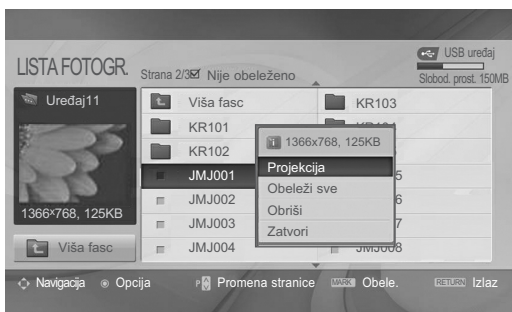 LISTA FOTOGR.
Strana 2/3
Nije obeleženo
USB uređaj
Slobod. prost. 150MB
Uređaj11
1366x768, 125KB
Viša fasc
Viša fasc
KR101
KR102
JMJ001
JMJ002
JMJ003
JMJ004
KR103
JMJ008
1366x768, 125KB
Projekcija
Obeleži sve
Obriši
Zatvori
Navigacija
Opcija
P Promena stranice
MARK Obele.
RETURN Izlaz